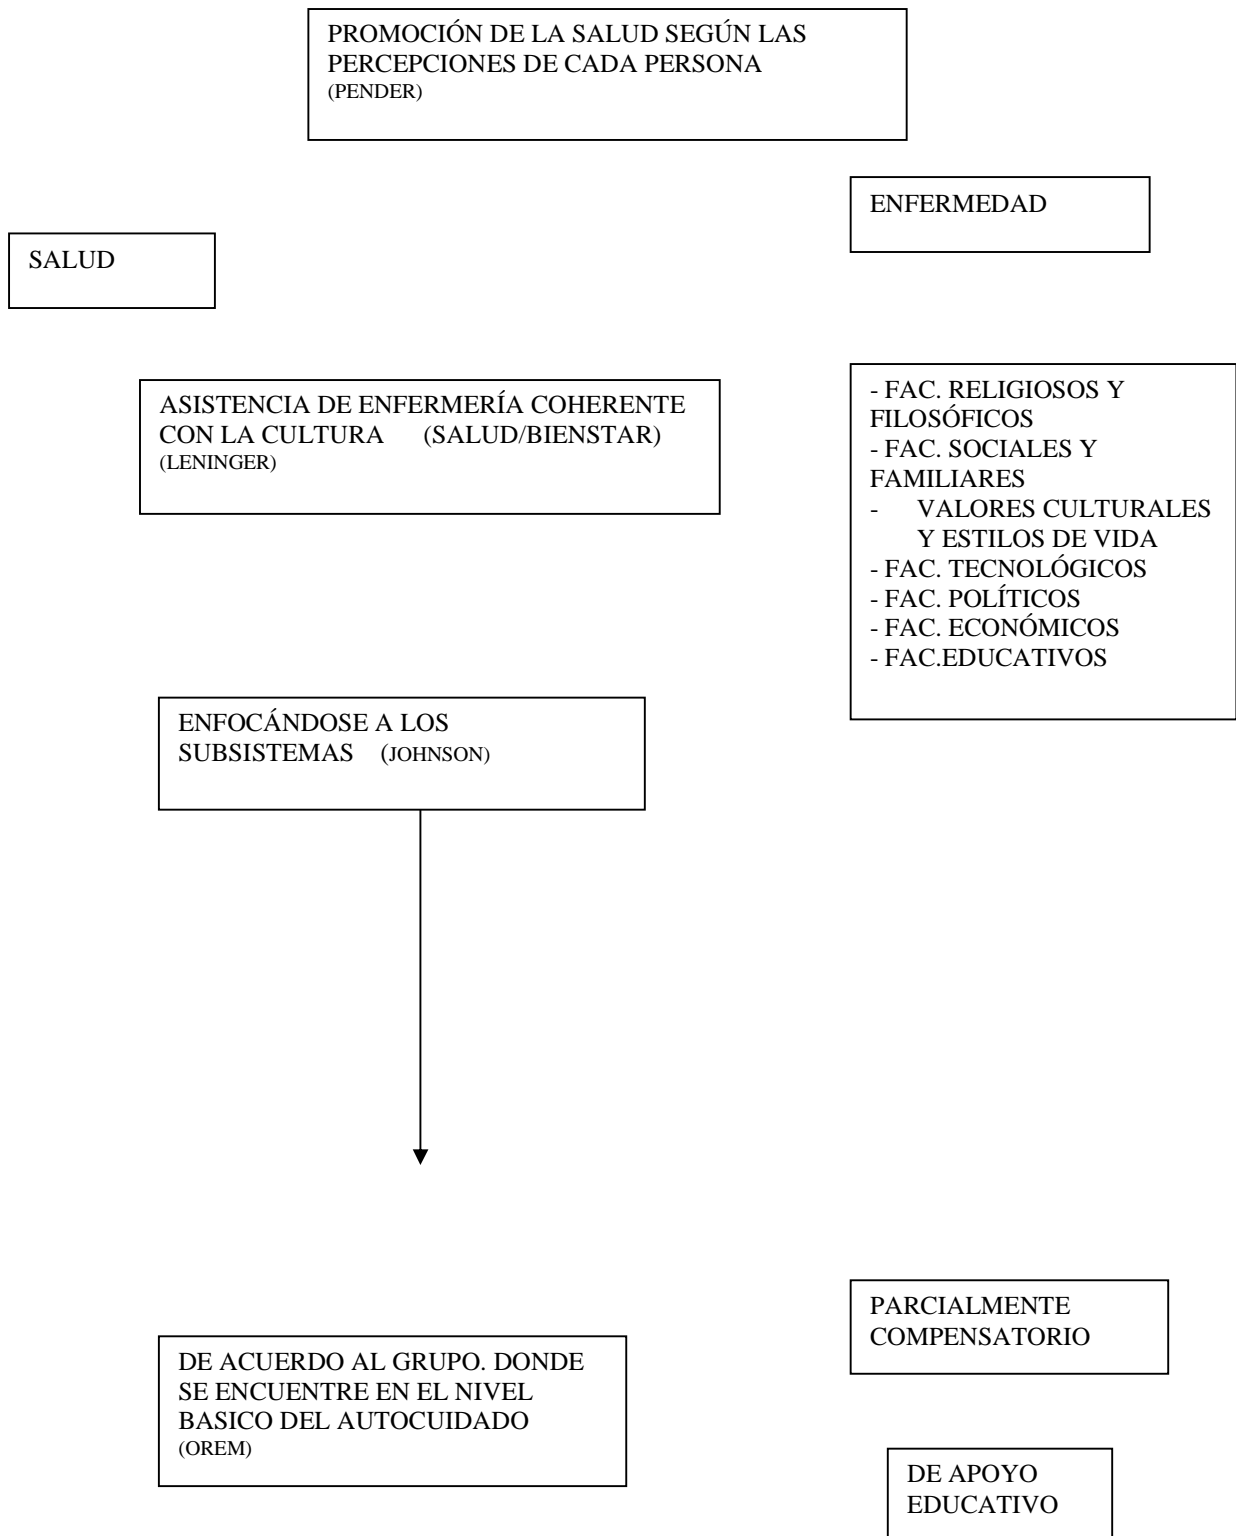 PROMOCIÓN DE LA SALUD SEGÚN LAS
PERCEPCIONES DE CADA PERSONA
(PENDER)
ENFERMEDAD
SALUD
ASISTENCIA DE ENFERMERÍA COHERENTE
CON LA CULTURA (SALUD/BIENSTAR)
(LENINGER)
- FAC. RELIGIOSOS Y
FILOSÓFICOS
- FAC. SOCIALES Y
FAMILIARES
- VALORES CULTURALES
Y ESTILOS DE VIDA
- FAC. TECNOLÓGICOS
- FAC. POLÍTICOS
- FAC. ECONÓMICOS
- FAC.EDUCATIVOS
ENFOCÁNDOSE A LOS
SUBSISTEMAS (JOHNSON)
PARCIALMENTE
COMPENSATORIO
DE ACUERDO AL GRUPO. DONDE
SE ENCUENTRE EN EL NIVEL
BASICO DEL AUTOCUIDADO
(OREM)
DE APOYO
EDUCATIVO